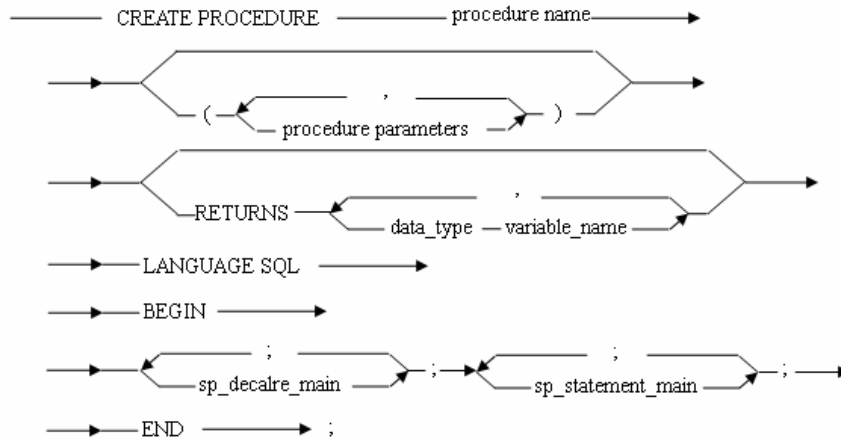 CREATE PROCEDURE procedure name
,
( procedure parameters )
,
RETURNS data_type variable_name
LANGUAGE SQL
BEGIN
; ;
sp_decalre_main ; sp_statement_main ;
END ;